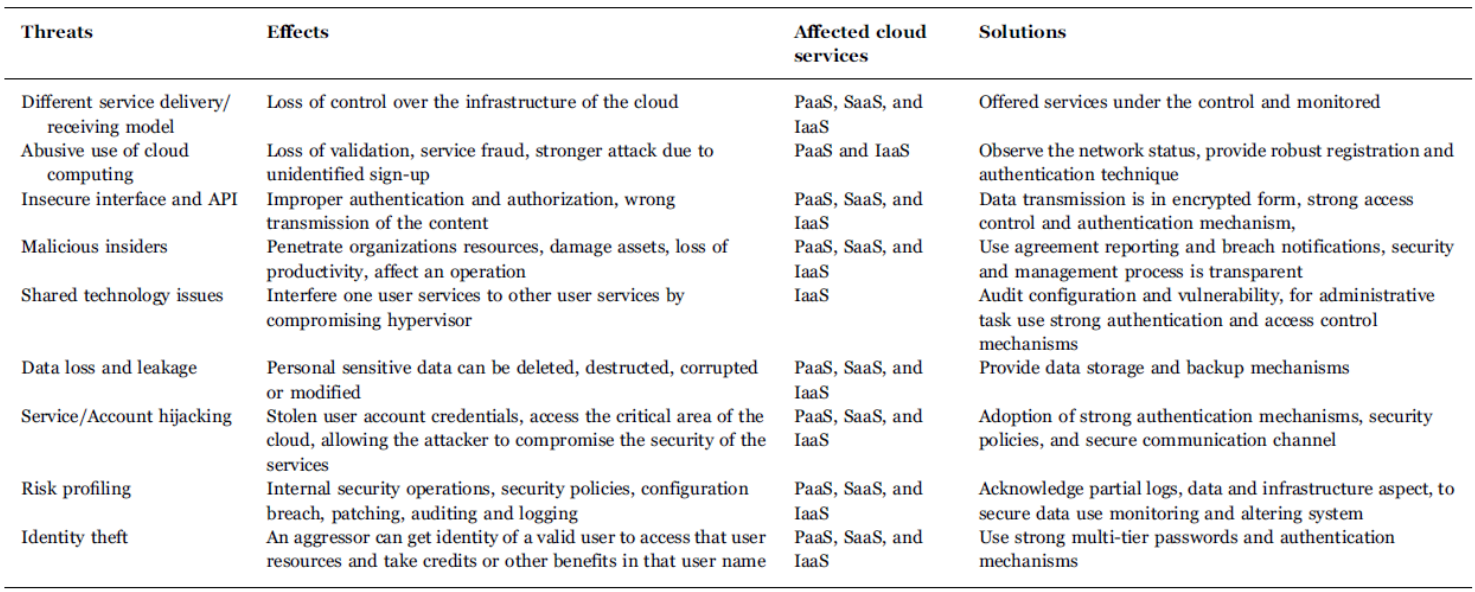 Threats Effects Affected cloud Solutions
services
Different service delivery/ Loss of control over the infrastructure of the cloud PaaS, SaaS, and Offered services under the control and monitored
receiving model IaaS
Abusive use of cloud Loss of validation, service fraud, stronger attack due to PaaS and IaaS Observe the network status, provide robust registration and
computing unidentified sign-up authentication technique
Insecure interface and API Improper authentication and authorization, wrong PaaS, SaaS, and Data transmission is in encrypted form, strong access
transmission of the content IaaS control and authentication mechanism,
Malicious insiders Penetrate organizations resources, damage assets, loss of PaaS, SaaS, and Use agreement reporting and breach notifications, security
productivity, affect an operation IaaS and management process is transparent
Shared technology issues Interfere one user services to other user services by IaaS Audit configuration and vulnerability, for administrative
compromising hypervisor task use strong authentication and access control
mechanisms
Data loss and leakage Personal sensitive data can be deleted, destructed, corrupted PaaS, SaaS, and Provide data storage and backup mechanisms
or modified IaaS
Service/Account hijacking Stolen user account credentials, access the critical area of the PaaS, SaaS, and Adoption of strong authentication mechanisms, security
cloud, allowing the attacker to compromise the security of the IaaS policies, and secure communication channel
services
Risk profiling Internal security operations, security policies, configuration PaaS, SaaS, and Acknowledge partial logs, data and infrastructure aspect, to
breach, patching, auditing and logging IaaS secure data use monitoring and altering system
Identity theft An aggressor can get identity of a valid user to access that user PaaS, SaaS, and Use strong multi-tier passwords and authentication
resources and take credits or other benefits in that user name IaaS mechanisms